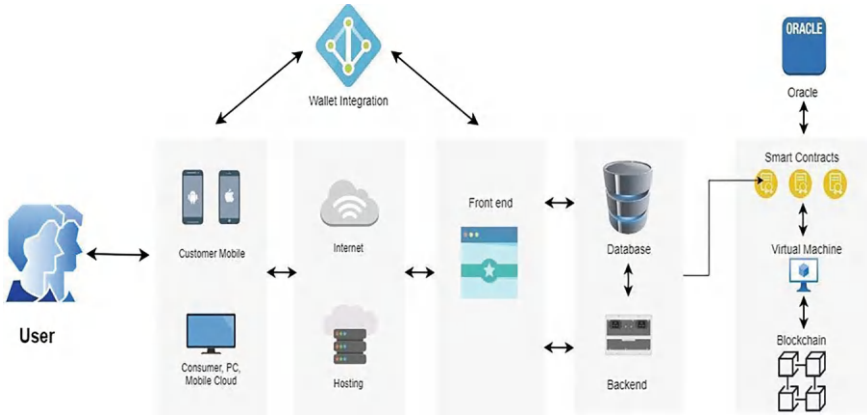 ORACLE
Wallet Integration
Oracle
Smart Contracts
Front end
Customer Mobile
Internet
Database
Virtual Machine
User
Consumer, PC,
Mobile Cloud
Hosting
Backend
Blockchain